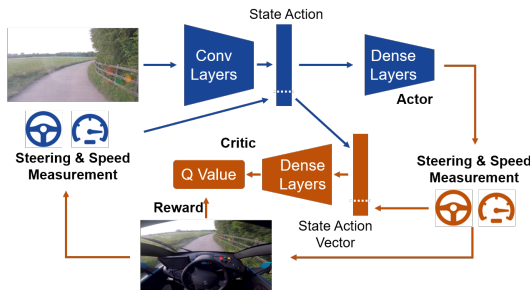 State Action
Conv
Layers
Dense
Layers
Actor
Steering & Speed
Measurement
Critic
Q Value
Dense
Layers
Steering & Speed
Measurement
Reward
State Action
Vector